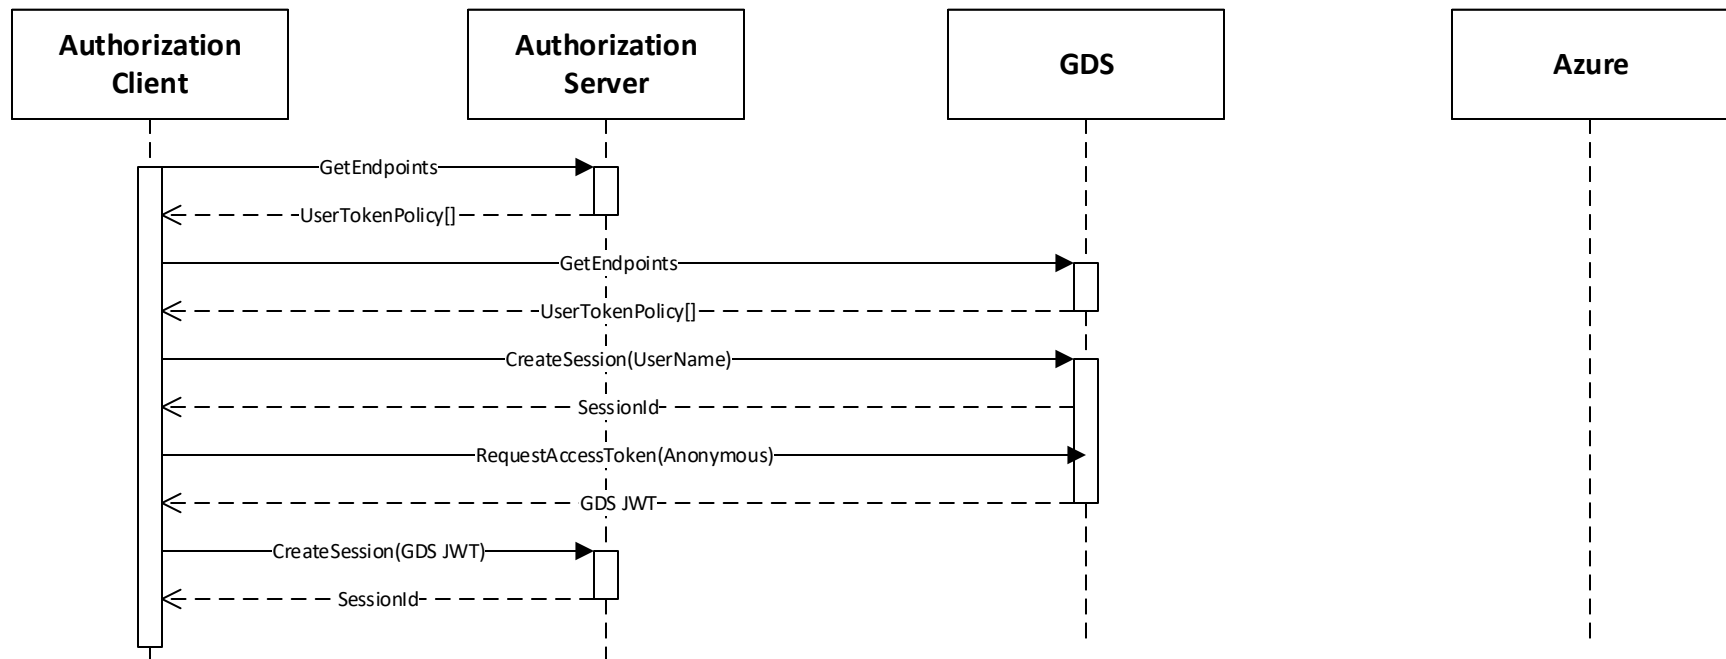 Authorization
Client
Authorization
Server
GDS
Azure
GetEndpoints
UserTokenPolicy[]
GetEndpoints
UserTokenPolicy[]
CreateSession(UserName)
SessionId
RequestAccessToken(Anonymous)
GDS JWT
CreateSession(GDS JWT)
SessionId